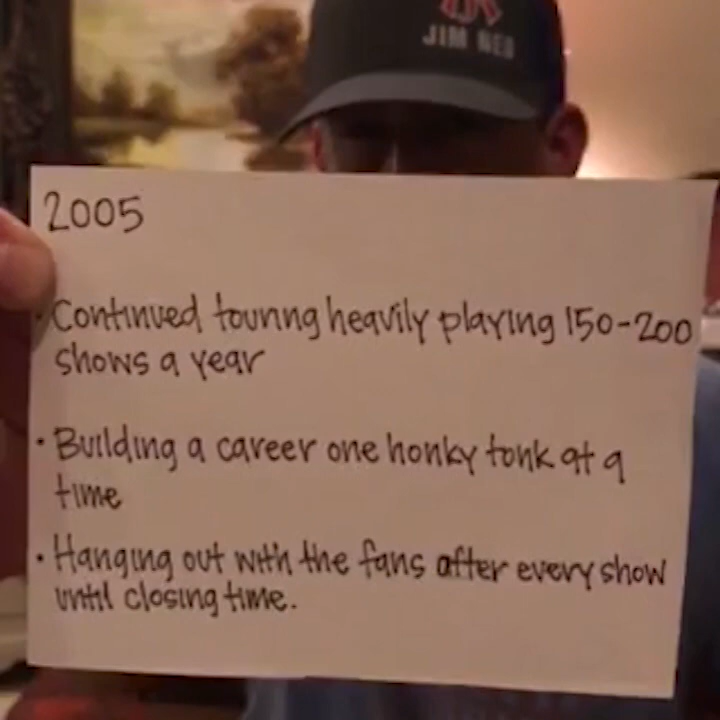 JIM NED
2005
• Continued touring heavily playing 150-200
shows a year
• Building a career one honky tonk at a
time
• Hanging out with the fans after every show
until closing time.